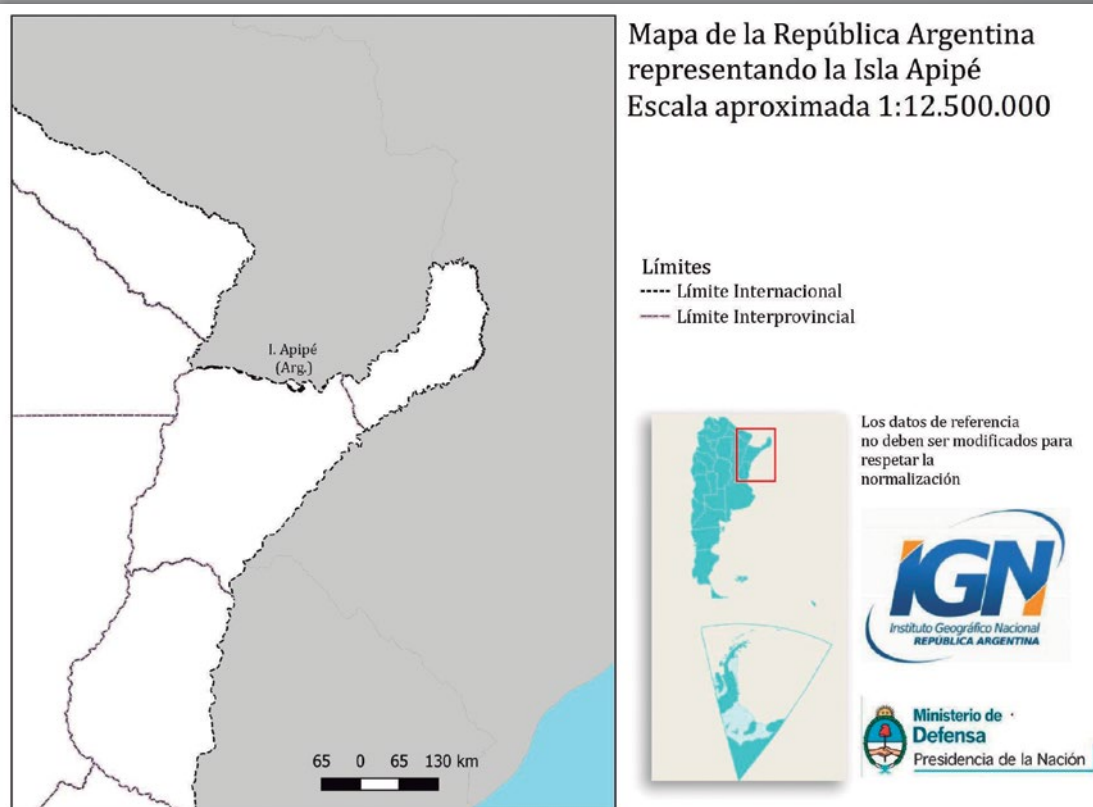 Mapa de la República Argentina
representando la Isla Apipé
Escala aproximada 1:12.500.000
I. Apipé
(Arg.)
Límites
Límite Internacional
Límite Interprovincial
65 0 65 130 km
Los datos de referencia
no deben ser modificados para
respetar la
normalización
IGN
Instituto Geográfico Nacional
REPÚBLICA ARGENTINA
Ministerio de
Defensa
Presidencia de la Nación